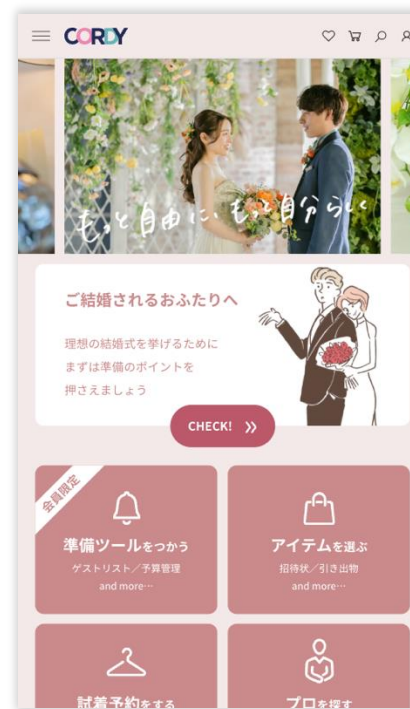 CORDY
もっと自由に、もっと自分らしく
ご結婚されるおふたりへ
理想の結婚式を挙げるために
まずは準備のポイントを
押さえましょう
CHECK!
会員限定
準備ツールをつかう
ゲストリスト／予算管理
and more…
アイテムを選ぶ
招待状／引き出物
and more…
試着予約をする
プロを探す